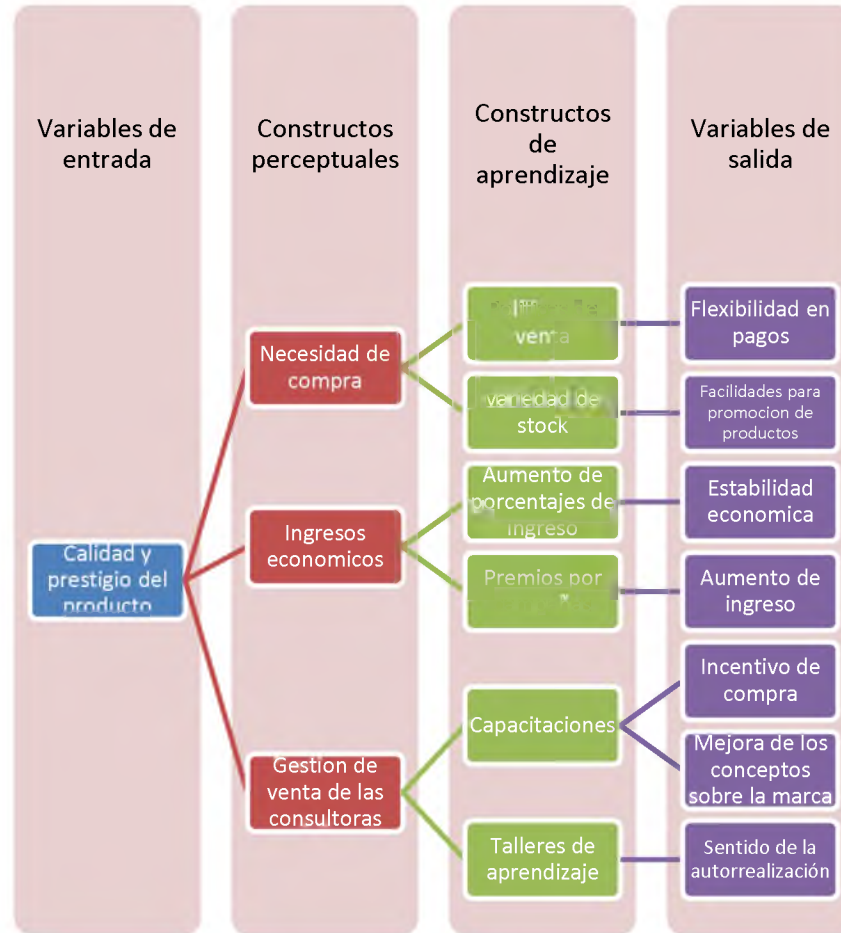 Variables de
entrada
Constructos
perceptuales
Constructos
de
aprendizaje
Variables de
salida
Calidad y
prestigio del
producto
Necesidad de
compra
Ingresos
economicos
Gestion de
venta de las
consultoras
venta
variedad de
stock
Aumento de
porcentajes de
ingreso
Premios por
Capacitaciones
Talleres de
aprendizaje
Flexibilidad en
pagos
Facilidades para
promocion de
productos
Estabilidad
economica
Aumento de
ingreso
Incentivo de
compra
Mejora de los
conceptos
sobre la marca
Sentido de la
autorrealización